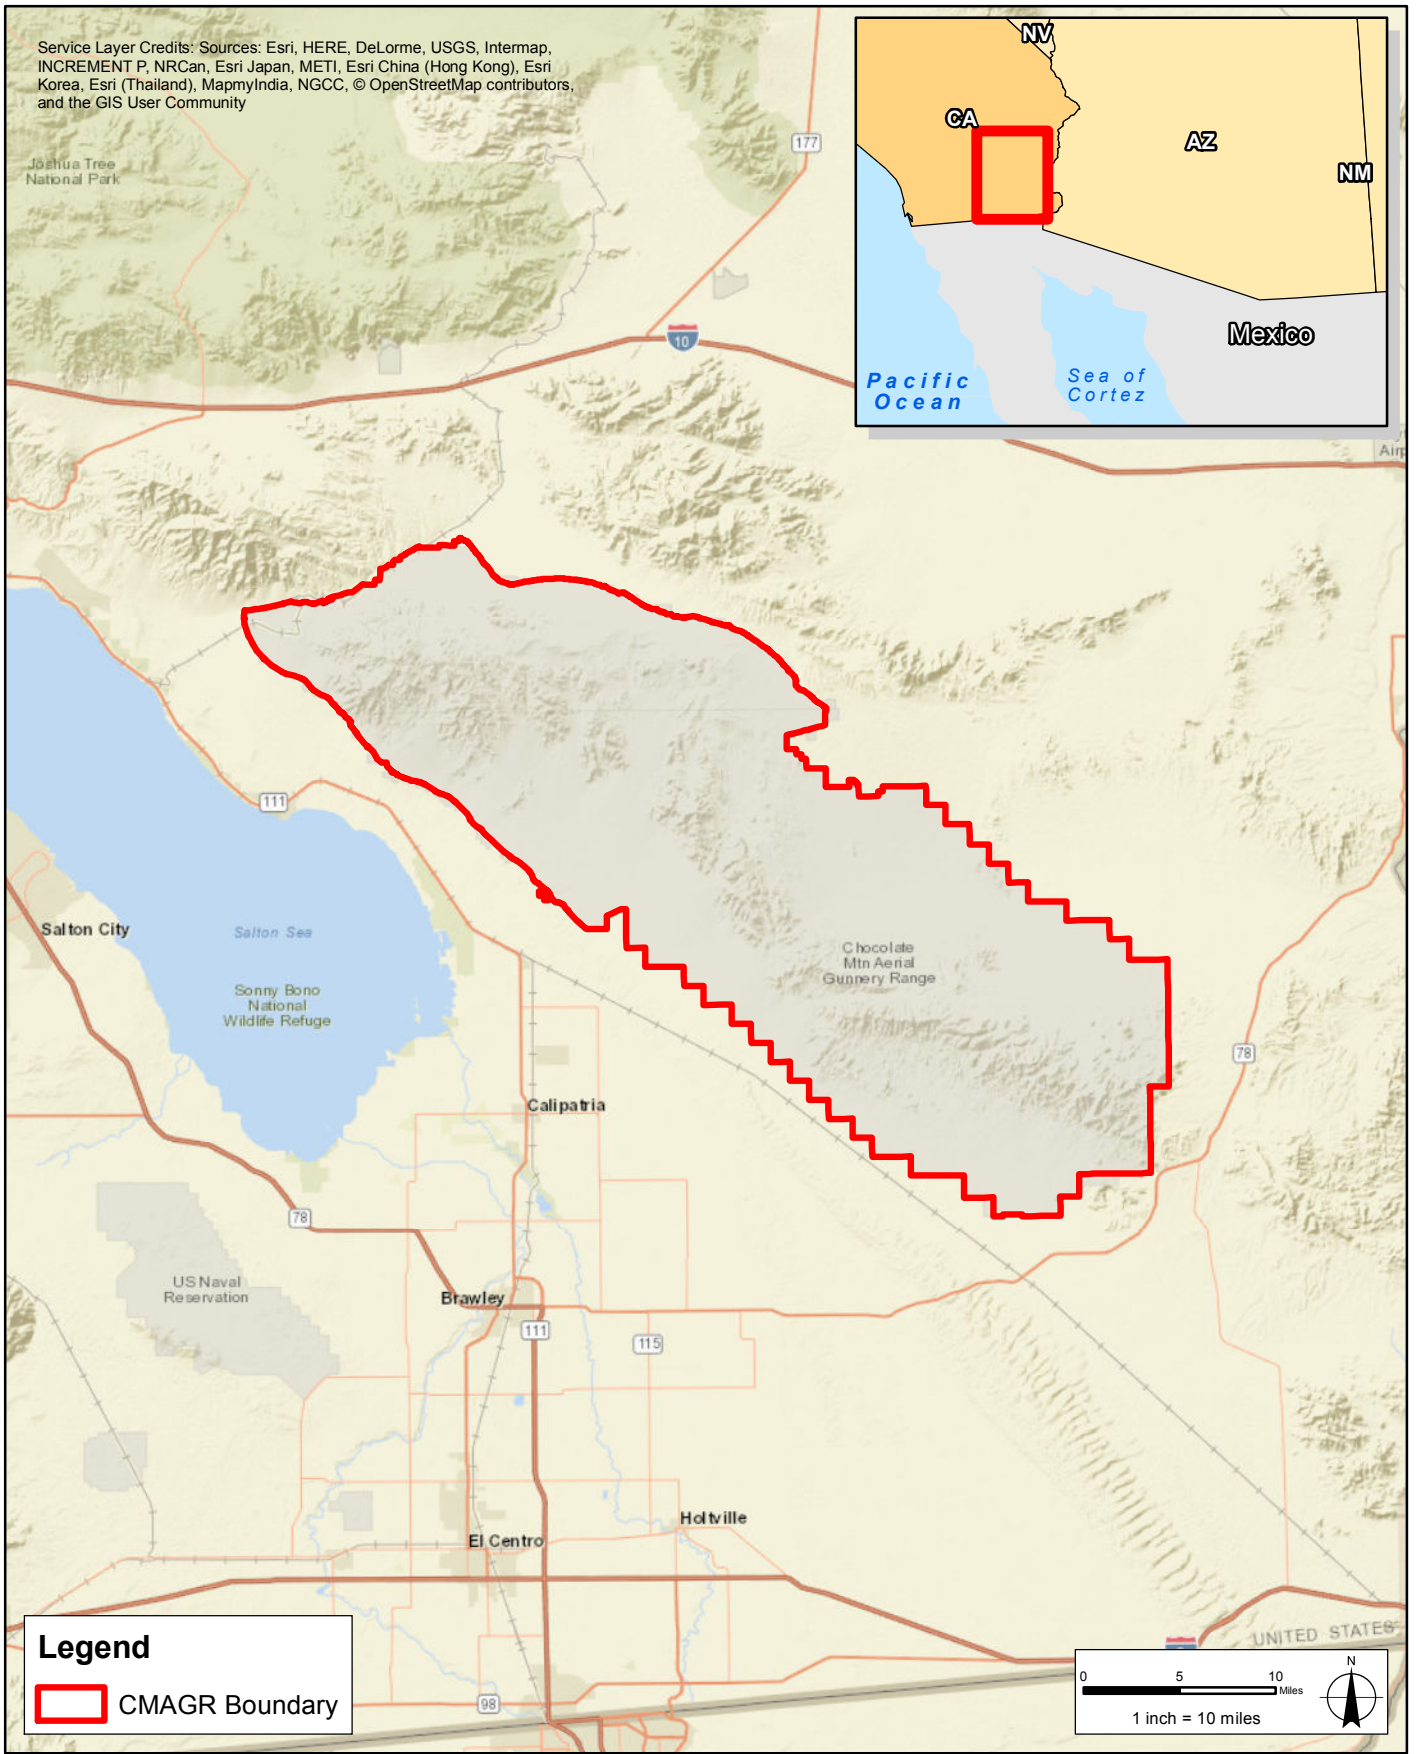 Service Layer Credits: Sources: Esri, HERE, DeLorme, USGS, Intermap,
INCREMENT P, NRCan, Esri Japan, METI, Esri China (Hong Kong), Esri
Korea, Esri (Thailand), MapmyIndia, NGCC, © OpenStreetMap contributors,
and the GIS User Community
NV
CA
AZ
NM
Mexico
Pacific
Ocean
Sea of
Cortez
Joshua Tree
National Park
177
10
111
Salton City
Salton Sea
Sonny Bono
National
Wildlife Refuge
Chocolate
Mtn Aerial
Gunnery Range
78
Calipatria
78
US Naval
Reservation
Brawley
111
115
Holtville
El Centro
UNITED STATES
98
Legend
CMAGR Boundary
0 5 10
Miles
1 inch = 10 miles
N